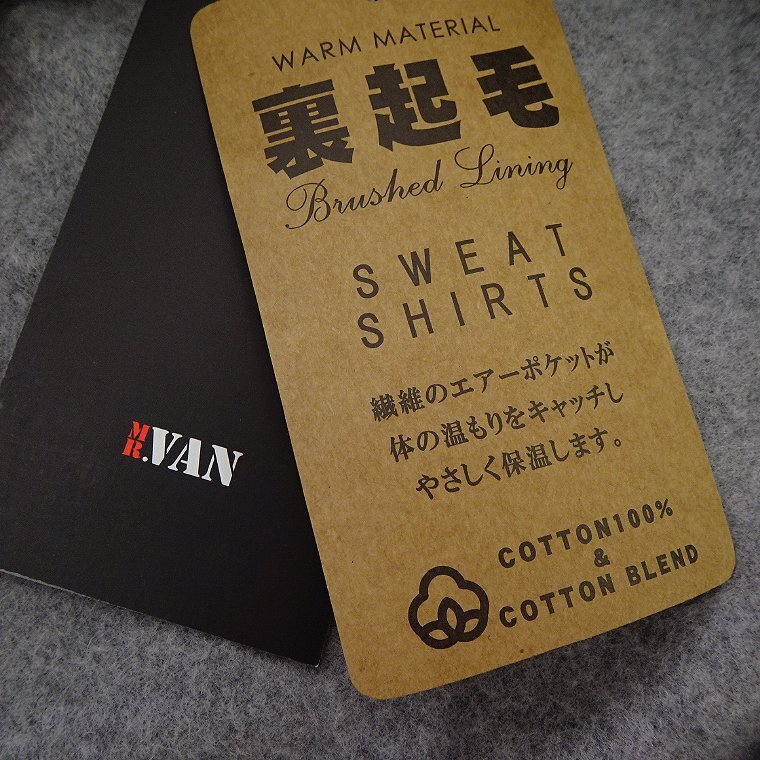 WARM MATERIAL
裏起毛
Brushed Lining
SWEAT
SHIRTS
繊維のエアーポケットが
体の温もりをキャッチし
やさしく保温します。
COTTON100%
&
COTTON BLEND
MR.VAN